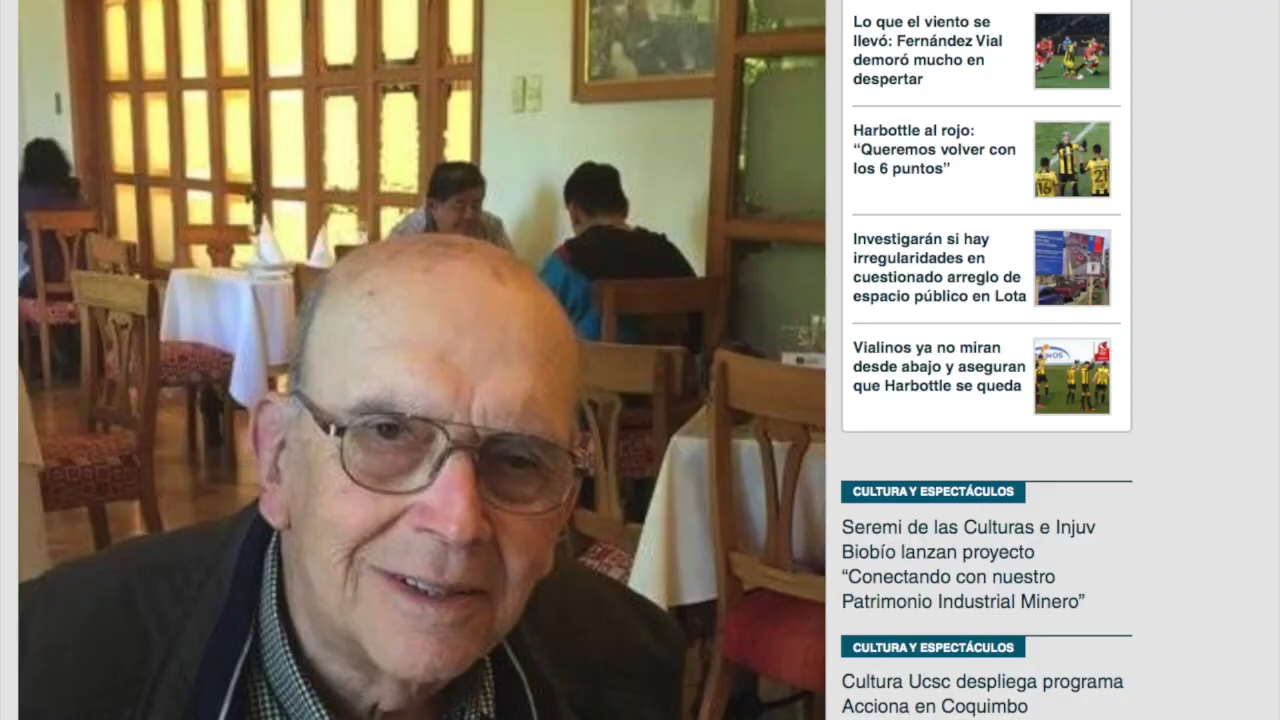 Lo que el viento se
llevó: Fernández Vial
demoró mucho en
despertar
Harbottle al rojo:
“Queremos volver con
los 6 puntos”
Investigarán si hay
irregularidades en
cuestionado arreglo de
espacio público en Lota
Vialinos ya no miran
desde abajo y aseguran
que Harbottle se queda
CULTURA Y ESPECTÁCULOS
Seremi de las Culturas e Injuv
Biobío lanzan proyecto
“Conectando con nuestro
Patrimonio Industrial Minero”
CULTURA Y ESPECTÁCULOS
Cultura Ucsc despliega programa
Acciona en Coquimbo